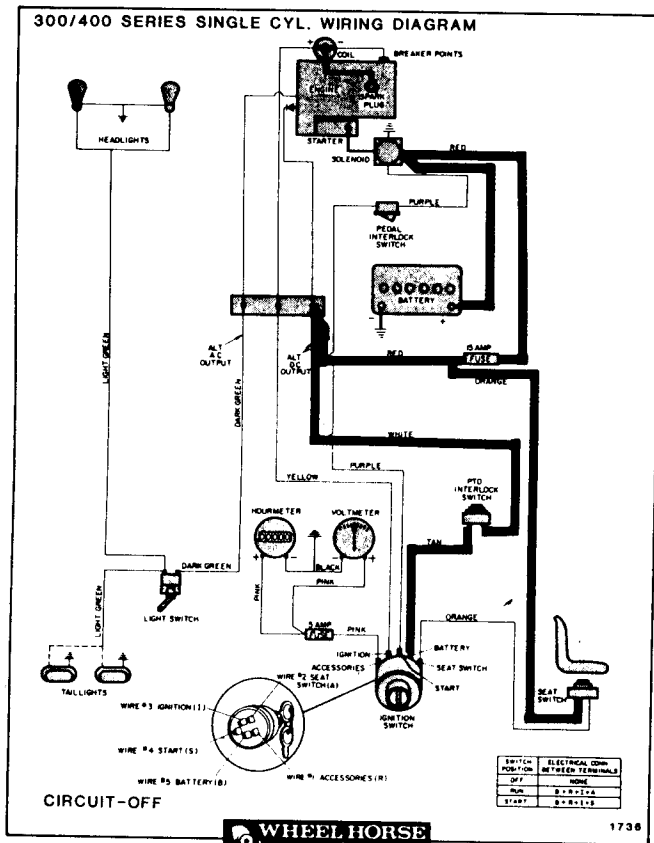 300/400 SERIES SINGLE CYL. WIRING DIAGRAM
+ -
COIL
BREAKER POINTS
ENGINE
SPARK
PLUG
STARTER
HEADLIGHTS
SOLENOID
RED
PURPLE
PEDAL
INTERLOCK
SWITCH
BATTERY
- +
LIGHT GREEN
ALT
A C
OUTPUT
ALT
DC
OUTPUT
DARK GREEN
RED
15 AMP
FUSE
ORANGE
WHITE
PURPLE
YELLOW
PTO
INTERLOCK
SWITCH
HOURMETER
VOLTMETER
+ - - +
BLACK
TAN
DARK GREEN
PINK
PINK
LIGHT GREEN
LIGHT SWITCH
5 AMP
FUSE
PINK
ORANGE
IGNITION
BATTERY
ACCESSORIES
SEAT SWITCH
START
TAILLIGHTS
SEAT
SWITCH
IGNITION
SWITCH
WIRE #2 SEAT
SWITCH(A)
WIRE #3 IGNITION(I)
WIRE #4 START(S)
WIRE #5 BATTERY(B)
WIRE #1 ACCESSORIES(R)
SWITCH POSITION ELECTRICAL CONN BETWEEN TERMINALS
OFF NONE
RUN B+R+I+A
START B+R+I+S
CIRCUIT-OFF
1736
WHEEL HORSE